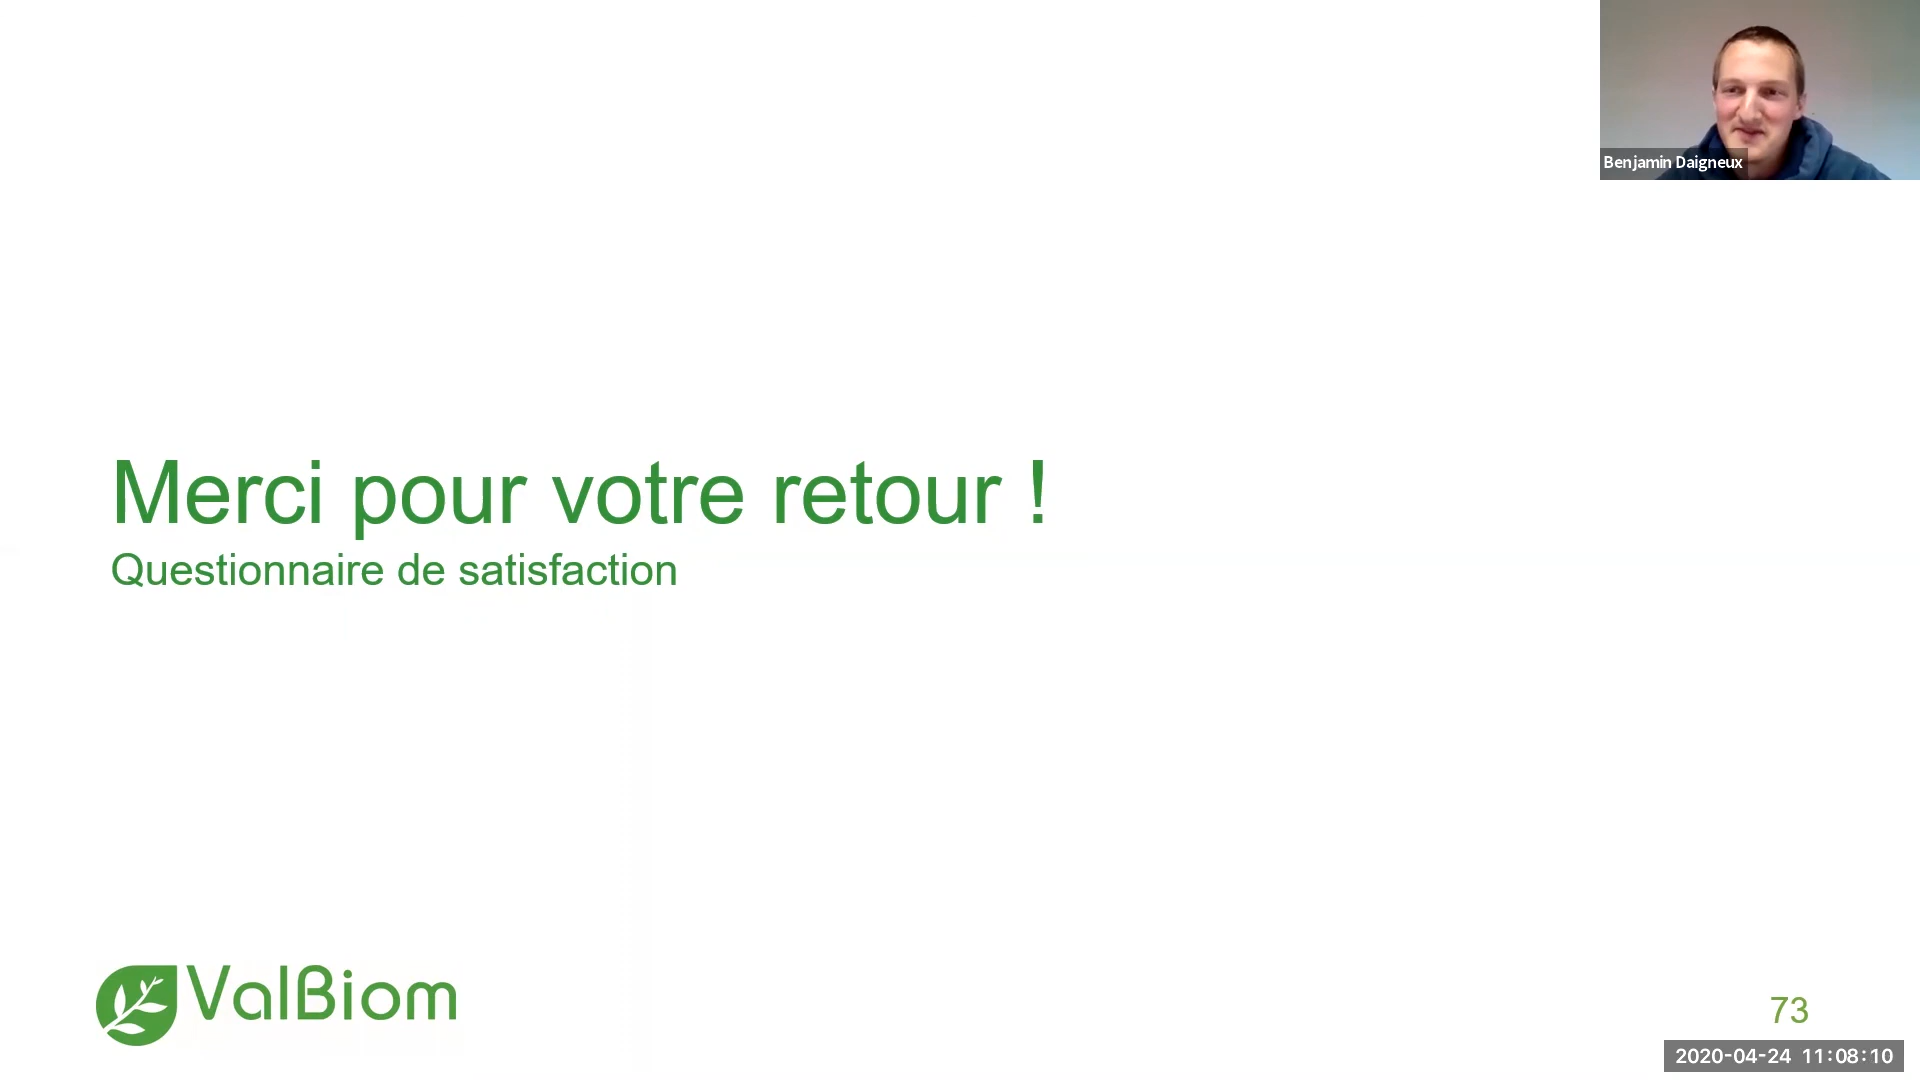 Benjamin Daigneux
Merci pour votre retour !
Questionnaire de satisfaction
ValBiom
73
2020-04-24 11:08:10